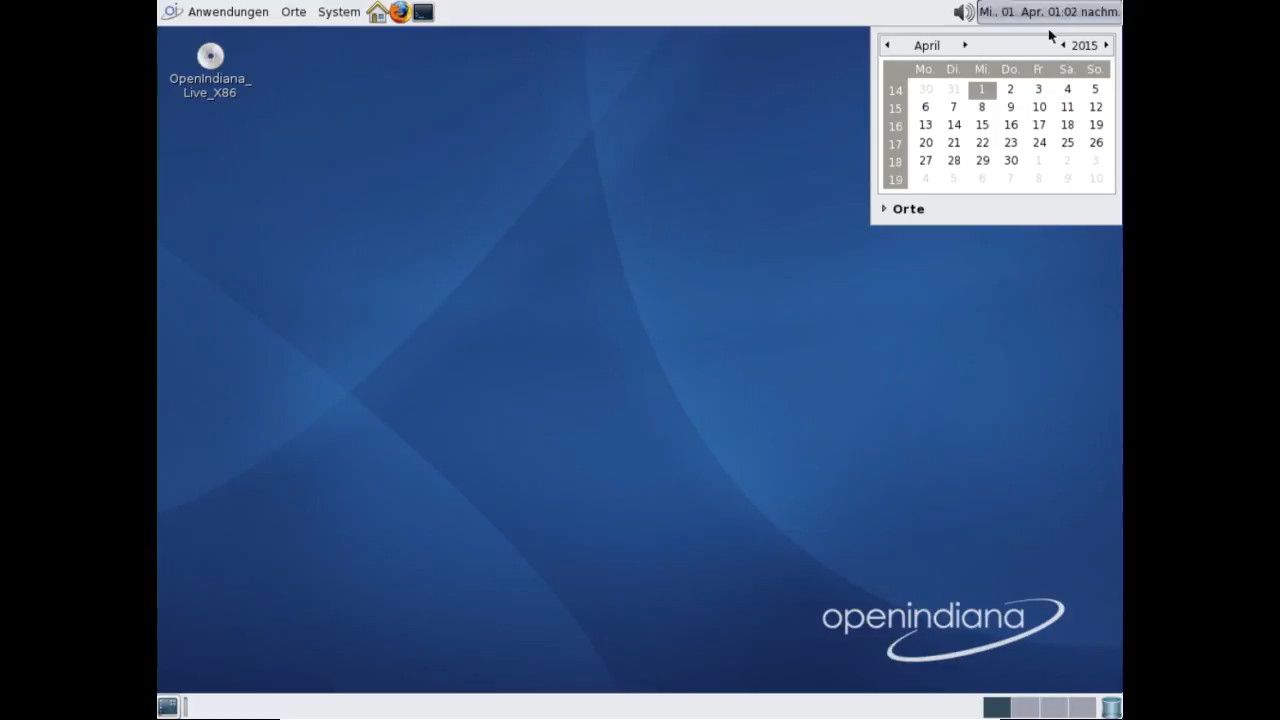 Anwendungen Orte System Mi., 01. Apr, 01:02 nachm.
OpenIndiana_
Live_X86
April 2015
Mo. Di. Mi. Do. Fr. Sa. So.
14 30 31 1 2 3 4 5
15 6 7 8 9 10 11 12
16 13 14 15 16 17 18 19
17 20 21 22 23 24 25 26
18 27 28 29 30 1 2 3
19 4 5 6 7 8 9 10
Orte
openindiana